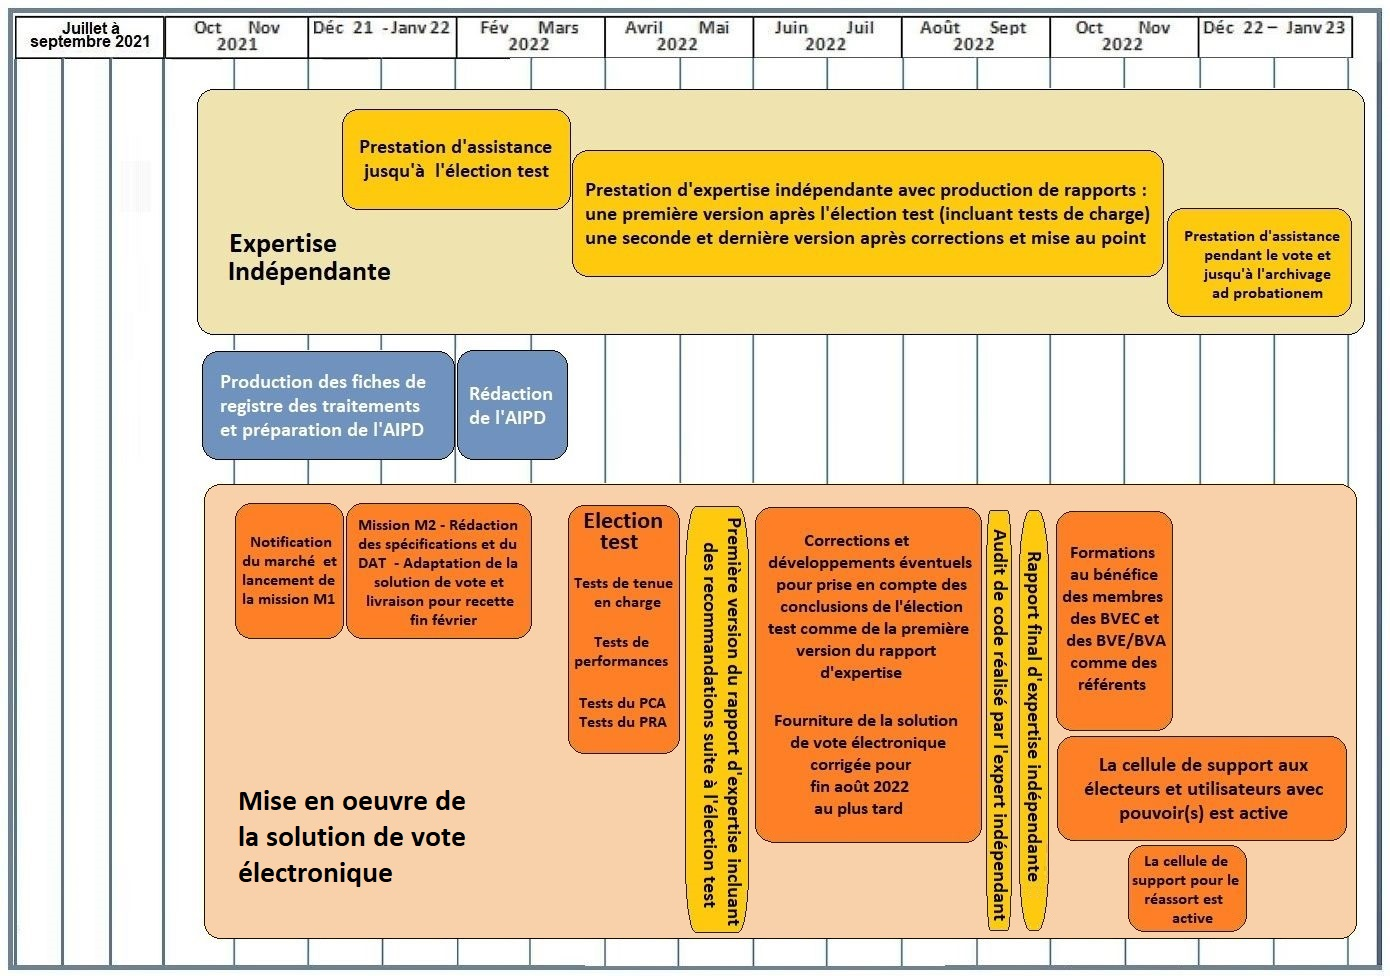 Juillet à
septembre 2021
Oct Nov
2021
Déc 21 - Janv 22
Fév Mars
2022
Avril Mai
2022
Juin Juil
2022
Août Sept
2022
Oct Nov
2022
Déc 22 – Janv 23
Prestation d'assistance
jusqu'à l'élection test
Prestation d'expertise indépendante avec production de rapports :
une première version après l'élection test (incluant tests de charge)
une seconde et dernière version après corrections et mise au point
Prestation d'assistance
pendant le vote et
jusqu'à l'archivage
ad probationem
Expertise
Indépendante
Production des fiches de
registre des traitements
et préparation de l'AIPD
Rédaction
de l'AIPD
Notification
du marché et
lancement de
la mission M1
Mission M2 - Rédaction
des spécifications et du
DAT - Adaptation de la
solution de vote et
livraison pour recette
fin février
Election
test
Tests de tenue
en charge
Tests de
performances
Tests du PCA
Tests du PRA
Première version du rapport d'expertise incluant
des recommandations suite à l'élection test
Corrections et
développements éventuels
pour prise en compte des
conclusions de l'élection
test comme de la première
version du rapport
d'expertise
Fourniture de la solution
de vote électronique
corrigée pour
fin août 2022
au plus tard
Audit de code réalisé par l'expert indépendant
Rapport final d'expertise indépendante
Formations
au bénéfice
des membres
des BVEC et
des BVE/BVA
comme des
référents
La cellule de support aux
électeurs et utilisateurs avec
pouvoir(s) est active
La cellule de
support pour le
réassort est
active
Mise en oeuvre de
la solution de vote
électronique